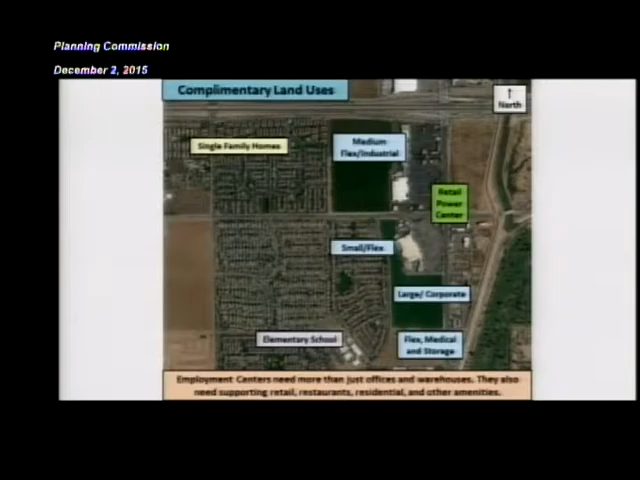 Planning Commission
December 2, 2015
Complimentary Land Uses
↑
North
Single Family Homes
Medium
Flex/Industrial
Retail
Power
Center
Small/Flex
Large/ Corporate
Elementary School
Flex, Medical
and Storage
Employment Centers need more than just offices and warehouses. They also
need supporting retail, restaurants, residential, and other amenities.